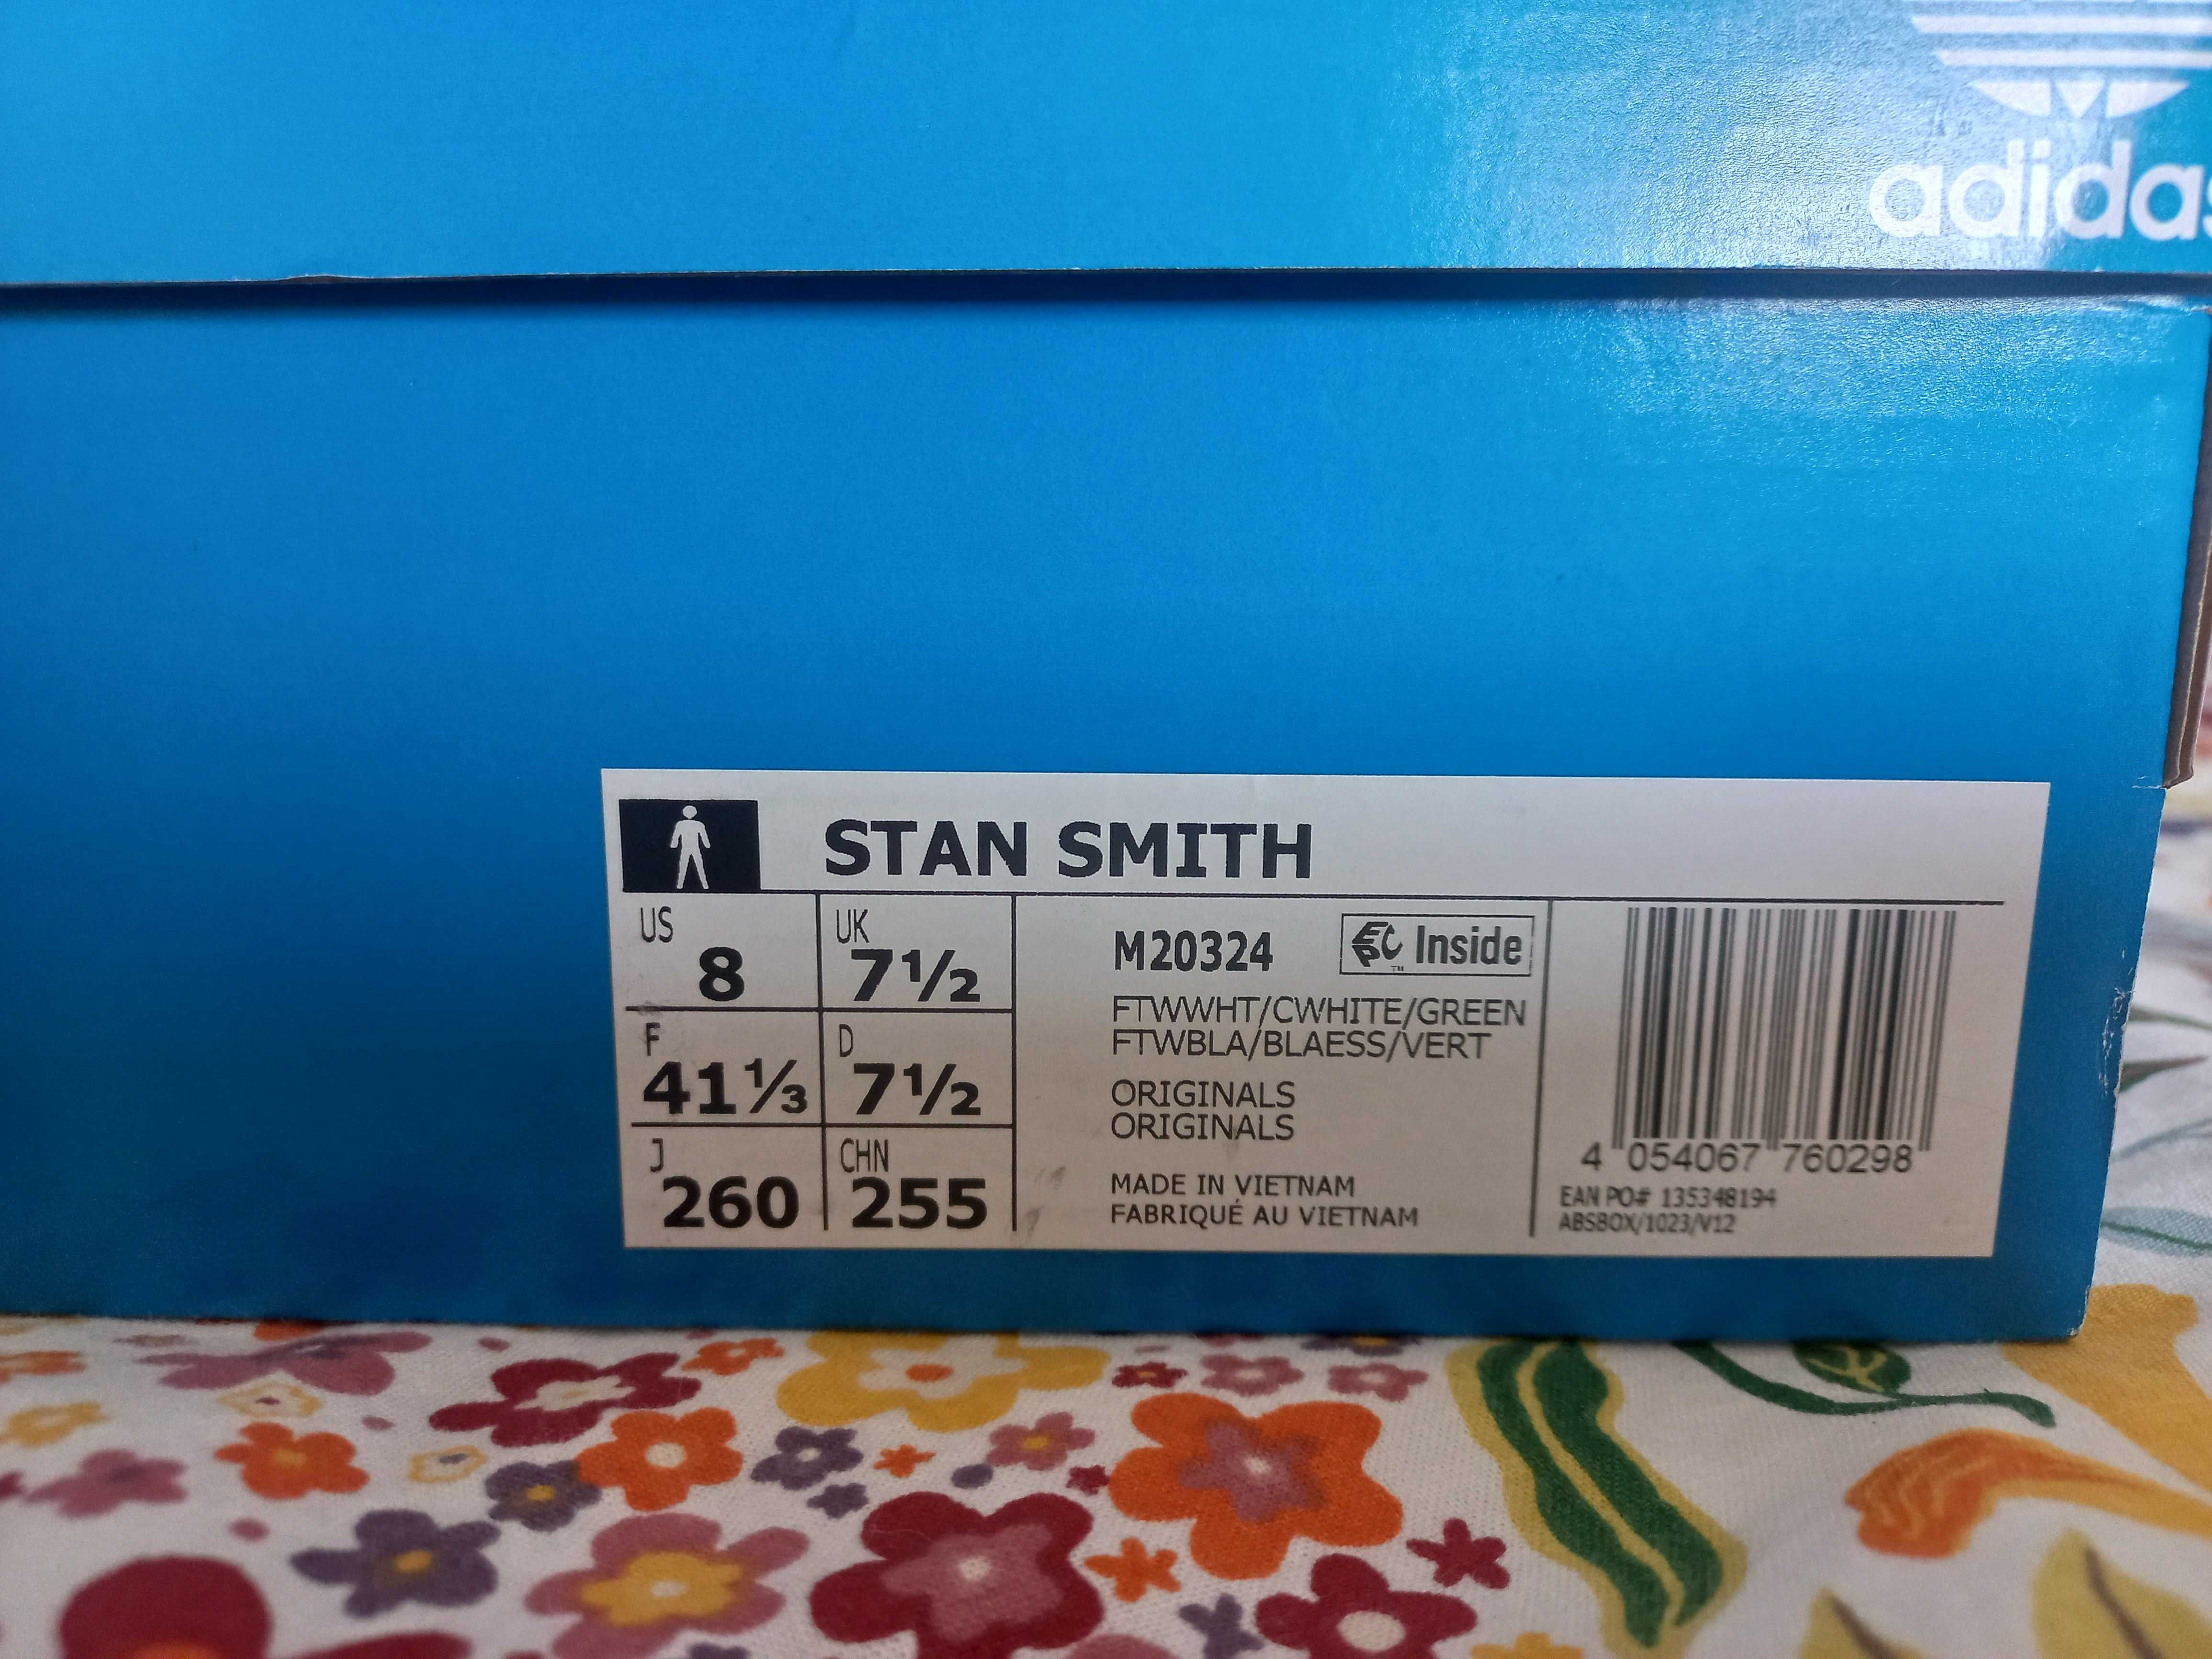 adidas
STAN SMITH
US 8
UK 7½
F 41⅓
D 7½
J 260
CHN 255
M20324
EPC™ Inside
FTWWHT/CWHITE/GREEN
FTWBLA/BLAESS/VERT
ORIGINALS
ORIGINALS
MADE IN VIETNAM
FABRIQUÉ AU VIETNAM
4 054067 760298
EAN PO# 135348194
ABSBOX/1023/V12